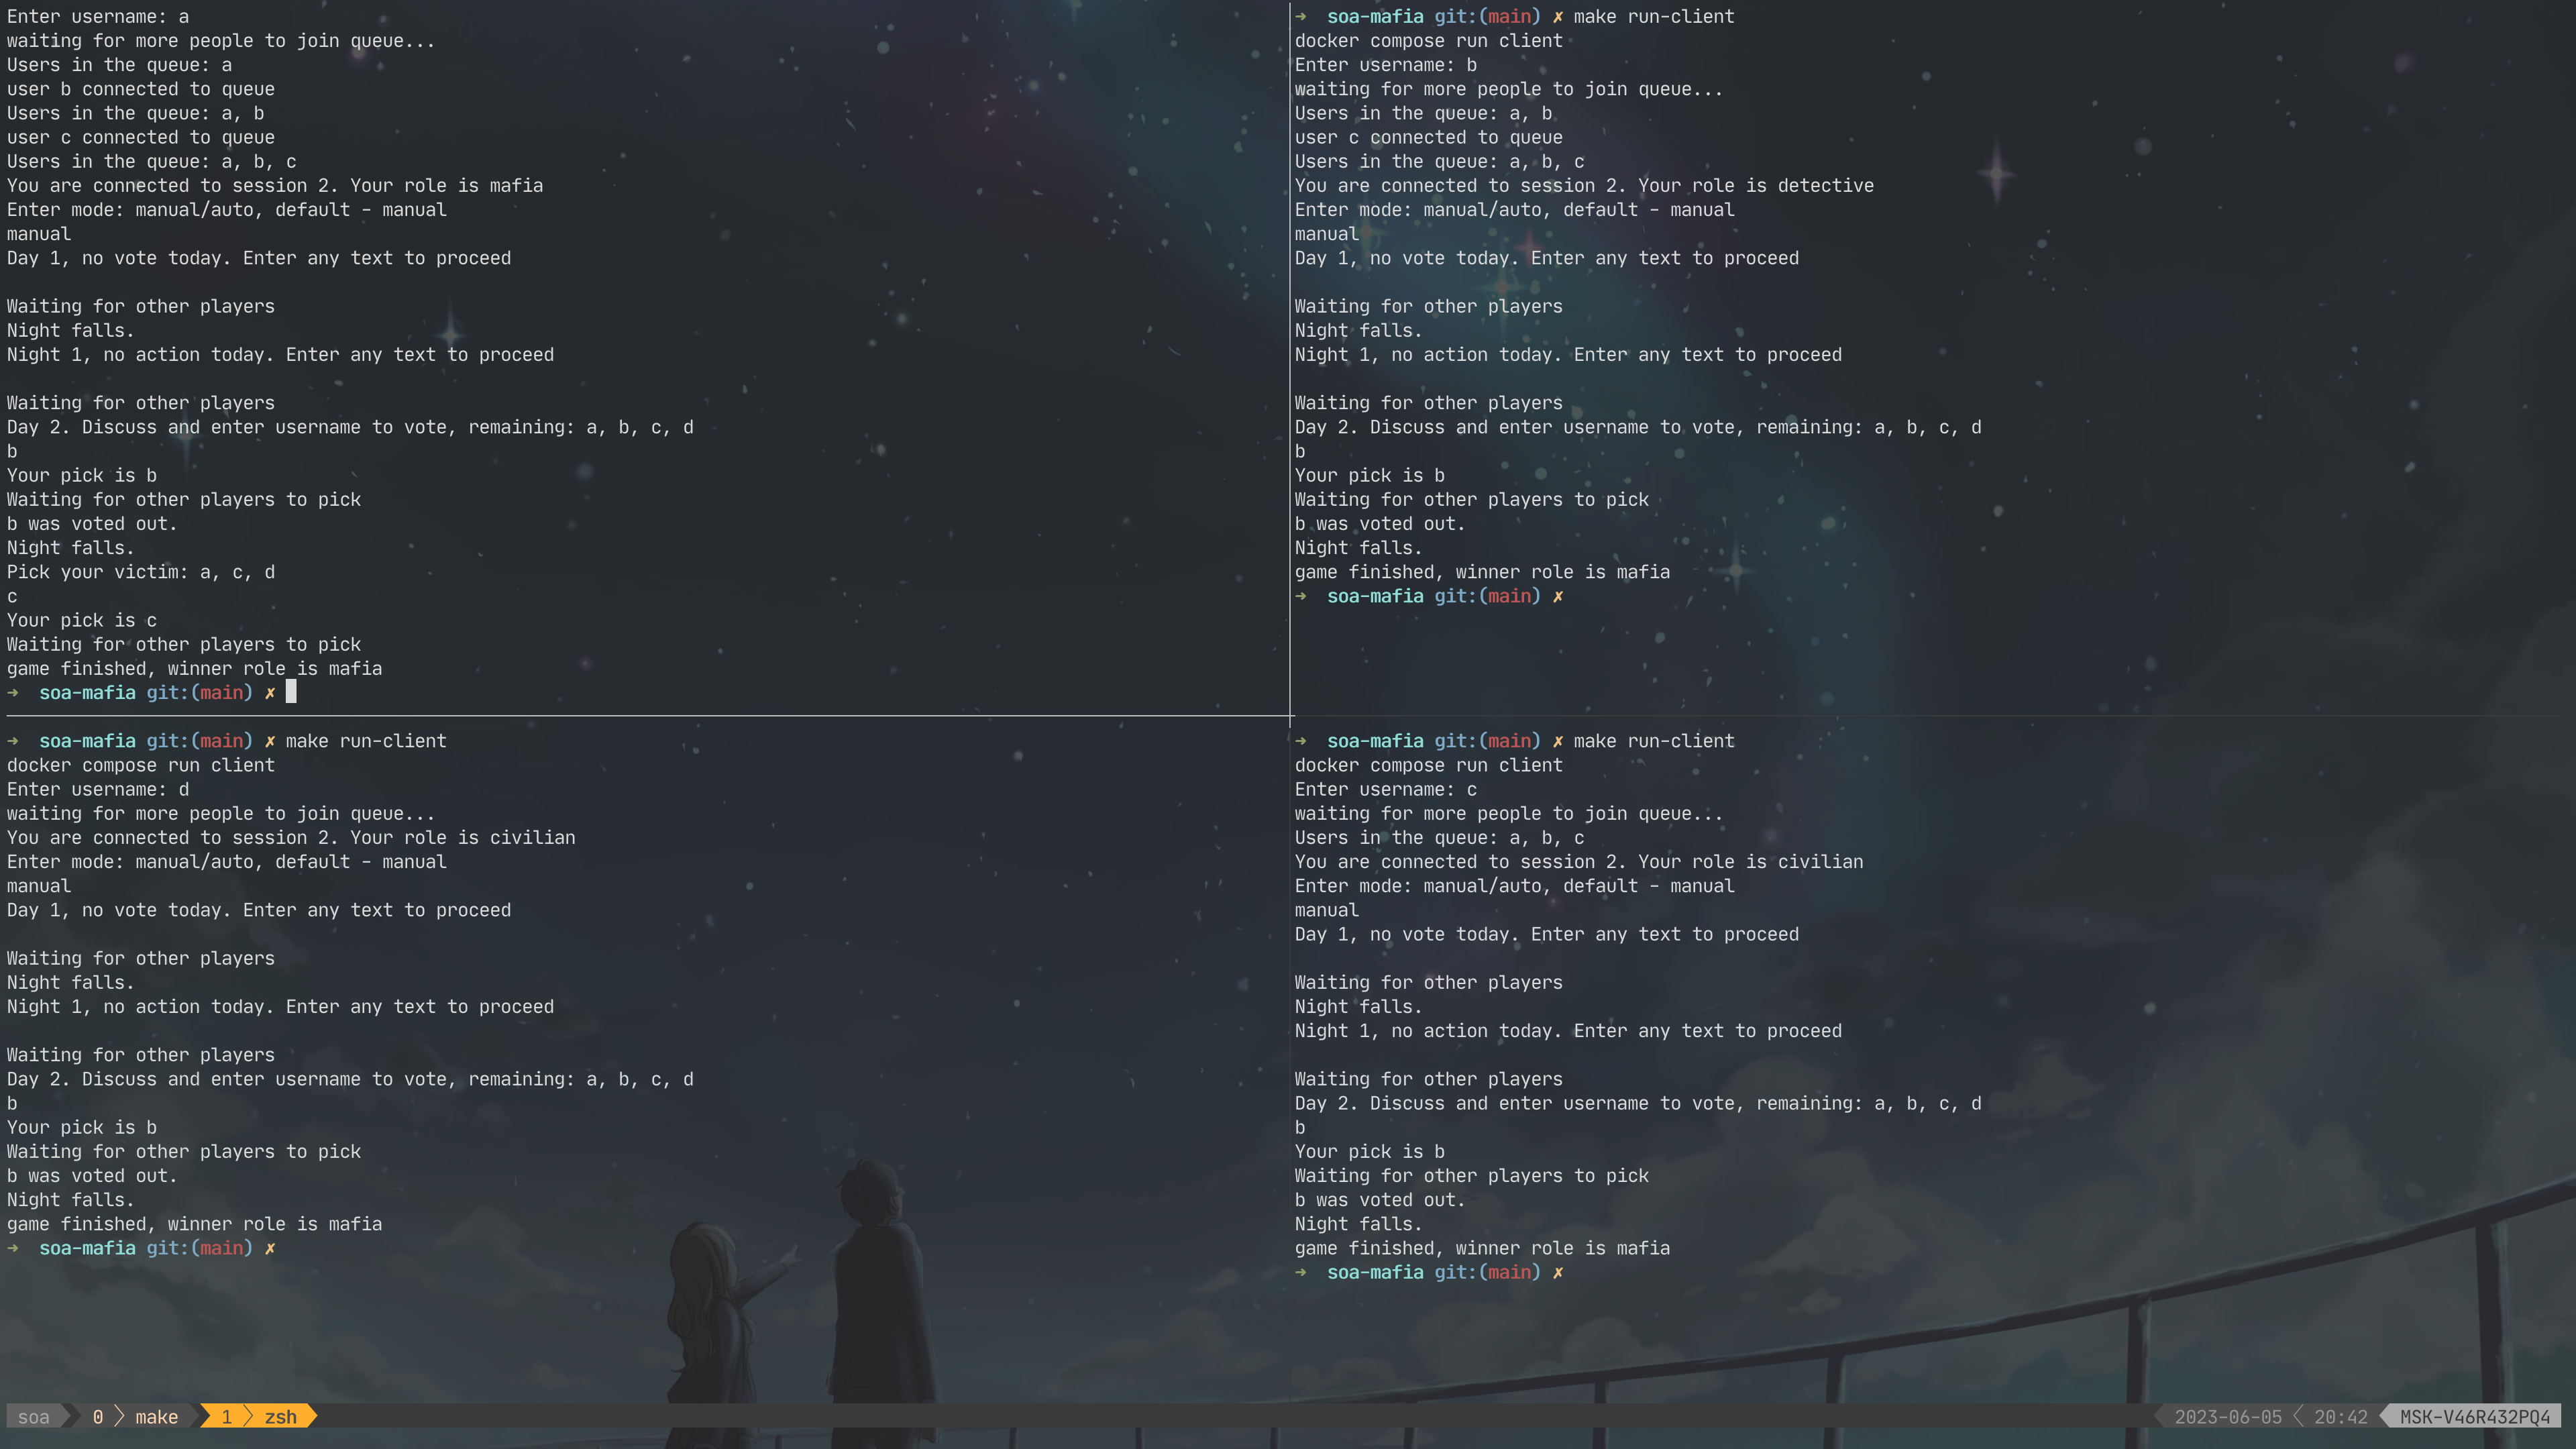 Enter username: a
waiting for more people to join queue...
Users in the queue: a
user b connected to queue
Users in the queue: a, b
user c connected to queue
Users in the queue: a, b, c
You are connected to session 2. Your role is mafia
Enter mode: manual/auto, default - manual
manual
Day 1, no vote today. Enter any text to proceed
Waiting for other players
Night falls.
Night 1, no action today. Enter any text to proceed
Waiting for other players
Day 2. Discuss and enter username to vote, remaining: a, b, c, d
b
Your pick is b
Waiting for other players to pick
b was voted out.
Night falls.
Pick your victim: a, c, d
c
Your pick is c
Waiting for other players to pick
game finished, winner role is mafia
→ soa-mafia git:(main) ✗
→ soa-mafia git:(main) ✗ make run-client
docker compose run client
Enter username: b
waiting for more people to join queue...
Users in the queue: a, b
user c connected to queue
Users in the queue: a, b, c
You are connected to session 2. Your role is detective
Enter mode: manual/auto, default - manual
manual
Day 1, no vote today. Enter any text to proceed
Waiting for other players
Night falls.
Night 1, no action today. Enter any text to proceed
Waiting for other players
Day 2. Discuss and enter username to vote, remaining: a, b, c, d
b
Your pick is b
Waiting for other players to pick
b was voted out.
Night falls.
game finished, winner role is mafia
→ soa-mafia git:(main) ✗
→ soa-mafia git:(main) ✗ make run-client
docker compose run client
Enter username: d
waiting for more people to join queue...
You are connected to session 2. Your role is civilian
Enter mode: manual/auto, default - manual
manual
Day 1, no vote today. Enter any text to proceed
Waiting for other players
Night falls.
Night 1, no action today. Enter any text to proceed
Waiting for other players
Day 2. Discuss and enter username to vote, remaining: a, b, c, d
b
Your pick is b
Waiting for other players to pick
b was voted out.
Night falls.
game finished, winner role is mafia
→ soa-mafia git:(main) ✗
→ soa-mafia git:(main) ✗ make run-client
docker compose run client
Enter username: c
waiting for more people to join queue...
Users in the queue: a, b, c
You are connected to session 2. Your role is civilian
Enter mode: manual/auto, default - manual
manual
Day 1, no vote today. Enter any text to proceed
Waiting for other players
Night falls.
Night 1, no action today. Enter any text to proceed
Waiting for other players
Day 2. Discuss and enter username to vote, remaining: a, b, c, d
b
Your pick is b
Waiting for other players to pick
b was voted out.
Night falls.
game finished, winner role is mafia
→ soa-mafia git:(main) ✗
soa 0 make 1 zsh 2023-06-05 20:42 MSK-V46R432PQ4